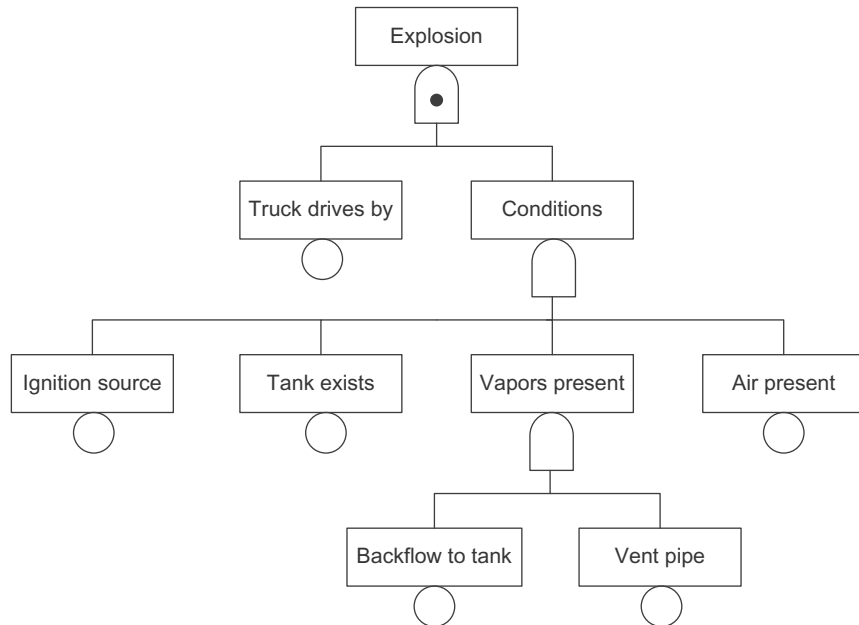 Explosion
Truck drives by
Conditions
Ignition source
Tank exists
Vapors present
Air present
Backflow to tank
Vent pipe